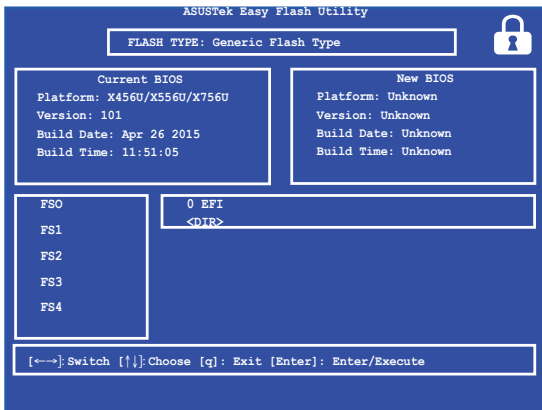 ASUSTek Easy Flash Utility
FLASH TYPE: Generic Flash Type
Current BIOS
Platform: X456U/X556U/X756U
Version: 101
Build Date: Apr 26 2015
Build Time: 11:51:05
New BIOS
Platform: Unknown
Version: Unknown
Build Date: Unknown
Build Time: Unknown
FS0
FS1
FS2
FS3
FS4
0 EFI
<DIR>
[←→]: Switch [↑↓]: Choose [q]: Exit [Enter]: Enter/Execute